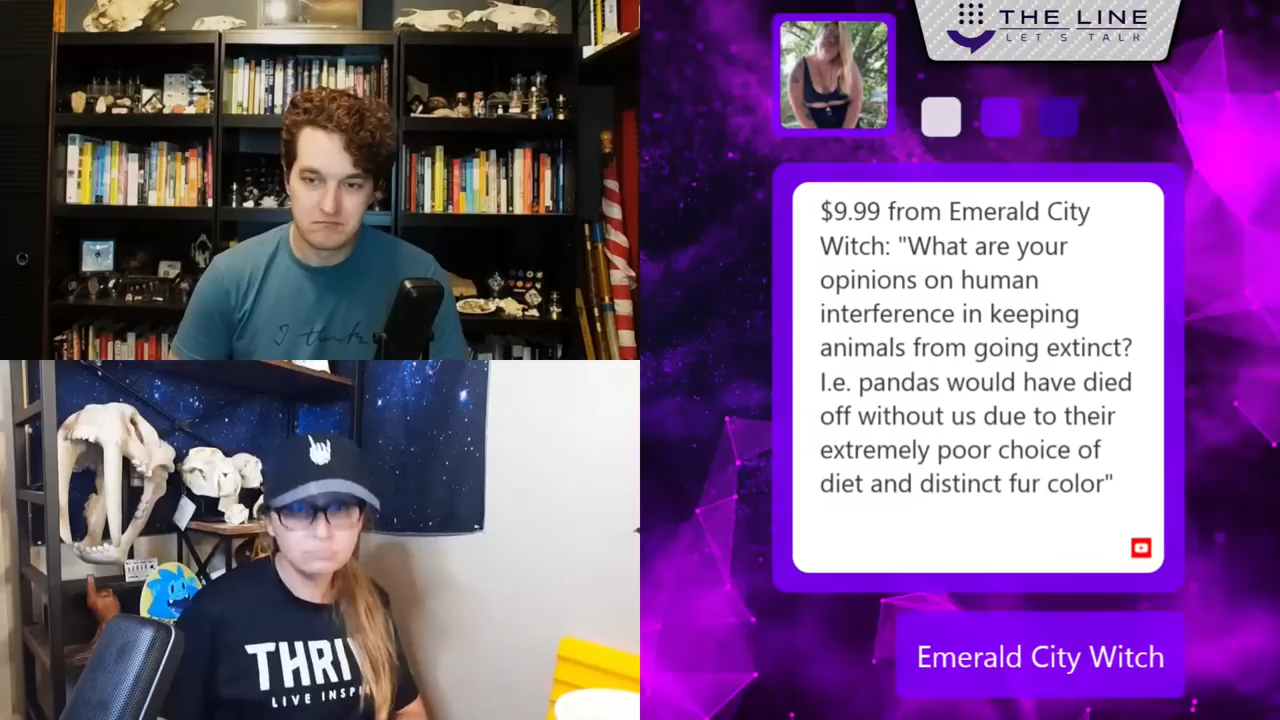 THE LINE
LET'S TALK
$9.99 from Emerald City
Witch: "What are your
opinions on human
interference in keeping
animals from going extinct?
I.e. pandas would have died
off without us due to their
extremely poor choice of
diet and distinct fur color"
Emerald City Witch
I think
THRIV
LIVE INSPI